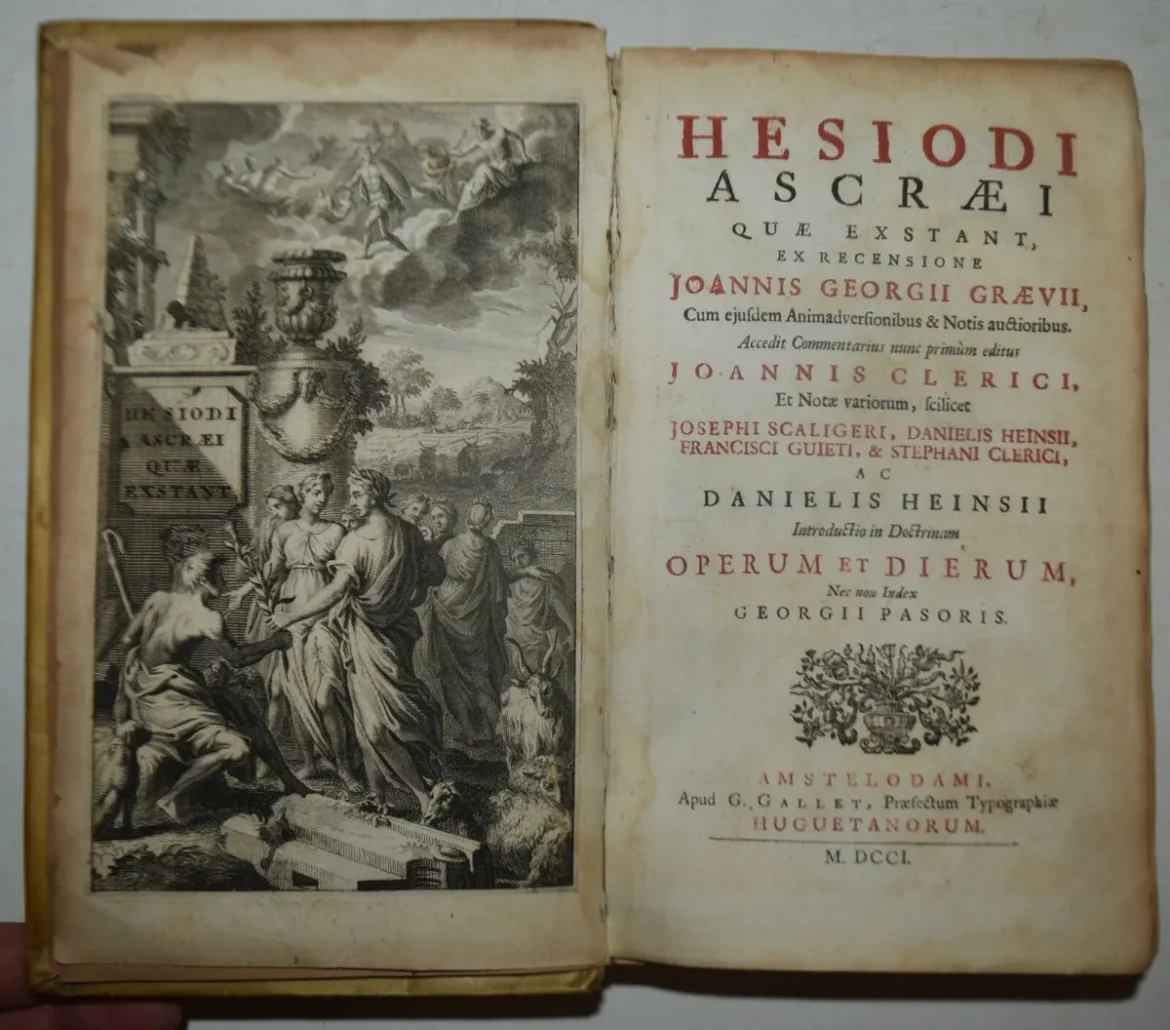 HESIODI
ASCRÆI
QUÆ
EXSTANT
HESIODI
ASCRÆI
QUÆ EXSTANT,
EX RECENSIONE
JOANNIS GEORGII GRÆVII,
Cum ejuſdem Animadverſionibus & Notis auctioribus.
Accedit Commentarius nunc primùm editus
JOANNIS CLERICI,
Et Notæ variorum, ſcilicet
JOSEPHI SCALIGERI, DANIELIS HEINSII,
FRANCISCI GUIETI, & STEPHANI CLERICI,
AC
DANIELIS HEINSII
Introductio in Doctrinam
OPERUM ET DIERUM,
Nec non Index
GEORGII PASORIS.
AMSTELODAMI,
Apud G. GALLET, Præfectum Typographiæ
HUGUETANORUM.
M. DCCI.